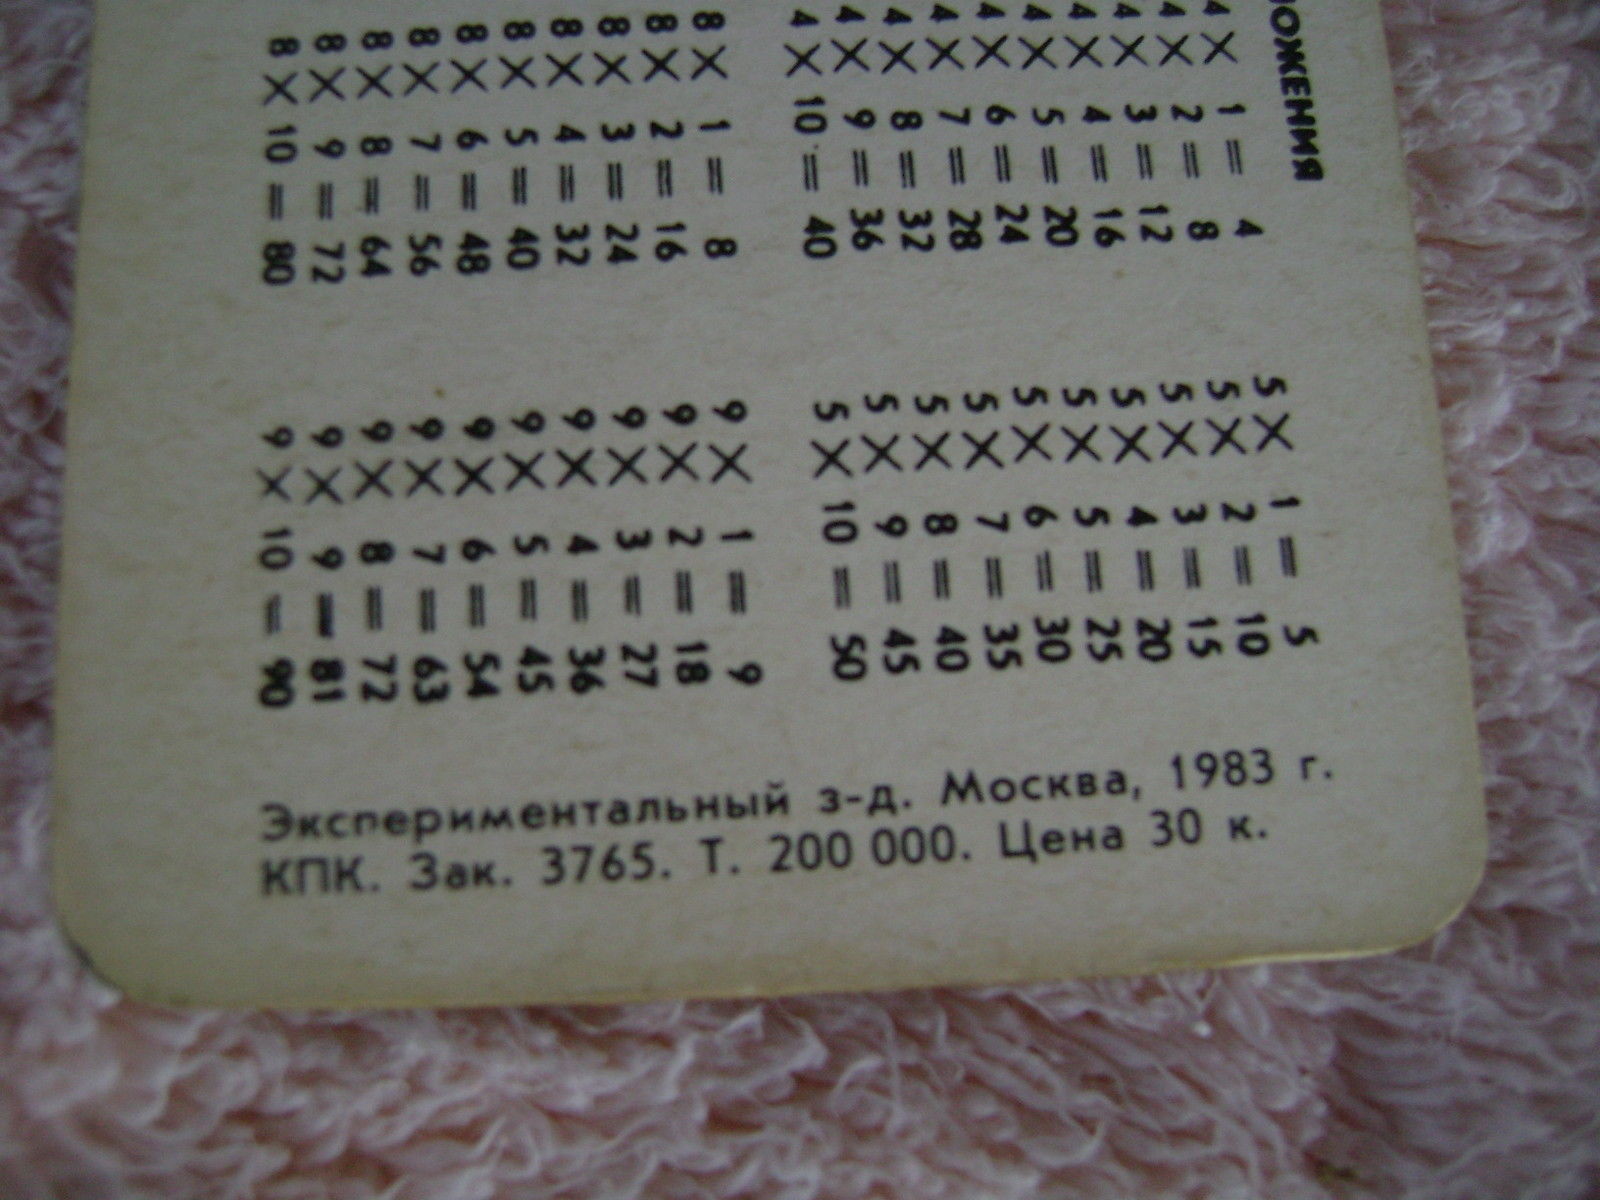 ОЖЕНИЯ
4 × 1 = 4
4 × 2 = 8
4 × 3 = 12
4 × 4 = 16
4 × 5 = 20
4 × 6 = 24
4 × 7 = 28
4 × 8 = 32
4 × 9 = 36
4 × 10 = 40
5 × 1 = 5
5 × 2 = 10
5 × 3 = 15
5 × 4 = 20
5 × 5 = 25
5 × 6 = 30
5 × 7 = 35
5 × 8 = 40
5 × 9 = 45
5 × 10 = 50
8 × 1 = 8
8 × 2 = 16
8 × 3 = 24
8 × 4 = 32
8 × 5 = 40
8 × 6 = 48
8 × 7 = 56
8 × 8 = 64
8 × 9 = 72
8 × 10 = 80
9 × 1 = 9
9 × 2 = 18
9 × 3 = 27
9 × 4 = 36
9 × 5 = 45
9 × 6 = 54
9 × 7 = 63
9 × 8 = 72
9 × 9 = 81
9 × 10 = 90
Экспериментальный з-д. Москва, 1983 г.
КПК. Зак. 3765. Т. 200 000. Цена 30 к.